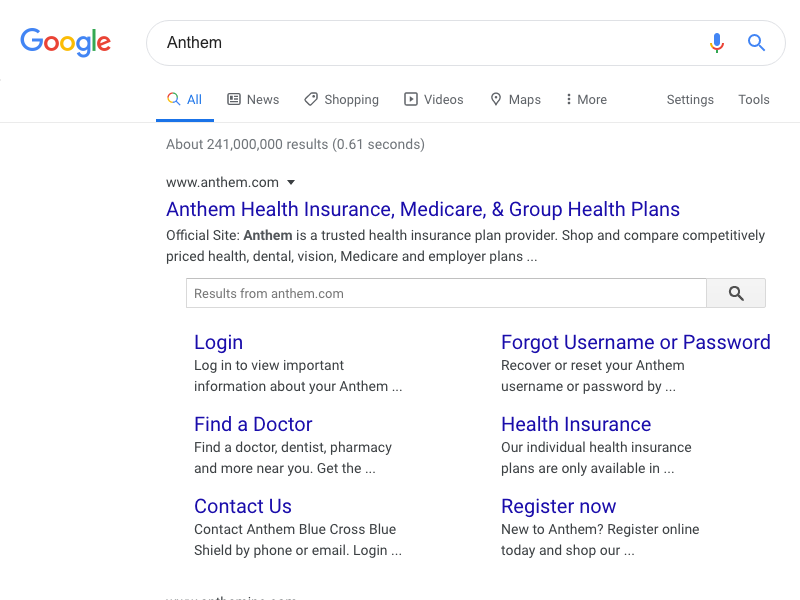 Google
Anthem
All News Shopping Videos Maps More Settings Tools
About 241,000,000 results (0.61 seconds)
www.anthem.com
Anthem Health Insurance, Medicare, & Group Health Plans
Official Site: Anthem is a trusted health insurance plan provider. Shop and compare competitively
priced health, dental, vision, Medicare and employer plans ...
Results from anthem.com
Login
Log in to view important
information about your Anthem ...
Forgot Username or Password
Recover or reset your Anthem
username or password by ...
Find a Doctor
Find a doctor, dentist, pharmacy
and more near you. Get the ...
Health Insurance
Our individual health insurance
plans are only available in ...
Contact Us
Contact Anthem Blue Cross Blue
Shield by phone or email. Login ...
Register now
New to Anthem? Register online
today and shop our ...